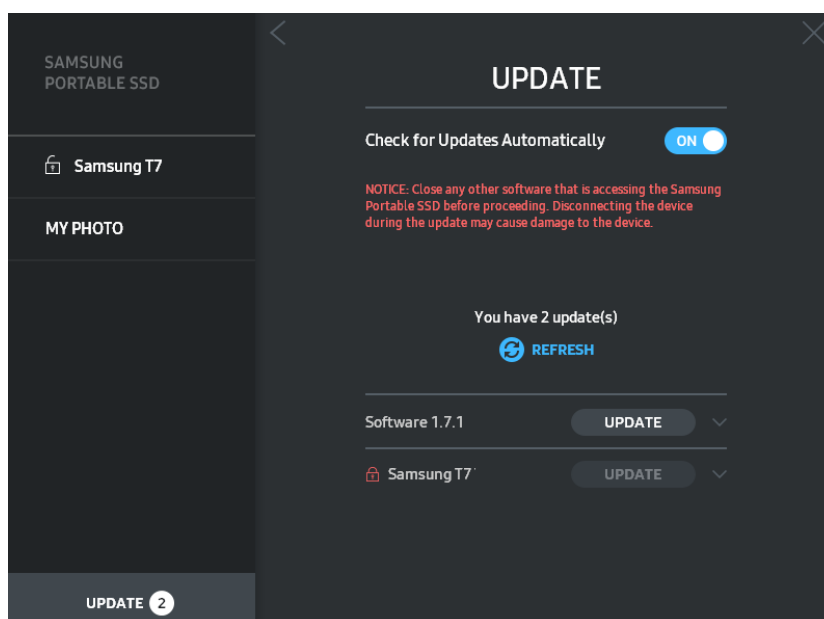 SAMSUNG
PORTABLE SSD
Samsung T7
MY PHOTO
UPDATE 2
UPDATE
Check for Updates Automatically
ON
NOTICE: Close any other software that is accessing the Samsung
Portable SSD before proceeding. Disconnecting the device
during the update may cause damage to the device.
You have 2 update(s)
REFRESH
Software 1.7.1 UPDATE
Samsung T7 UPDATE